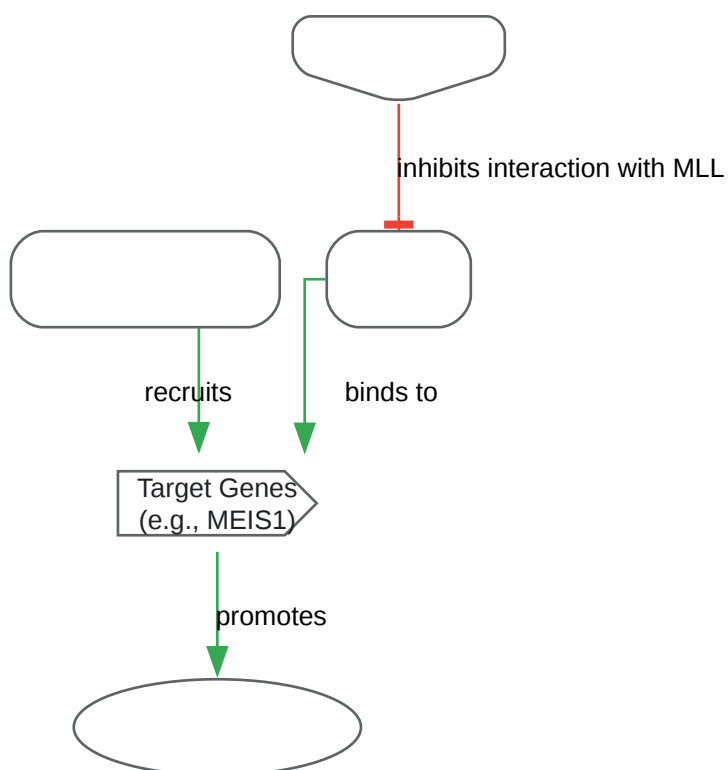 inhibits interaction with MLL
recruits
binds to
Target Genes
(e.g., MEIS1)
promotes